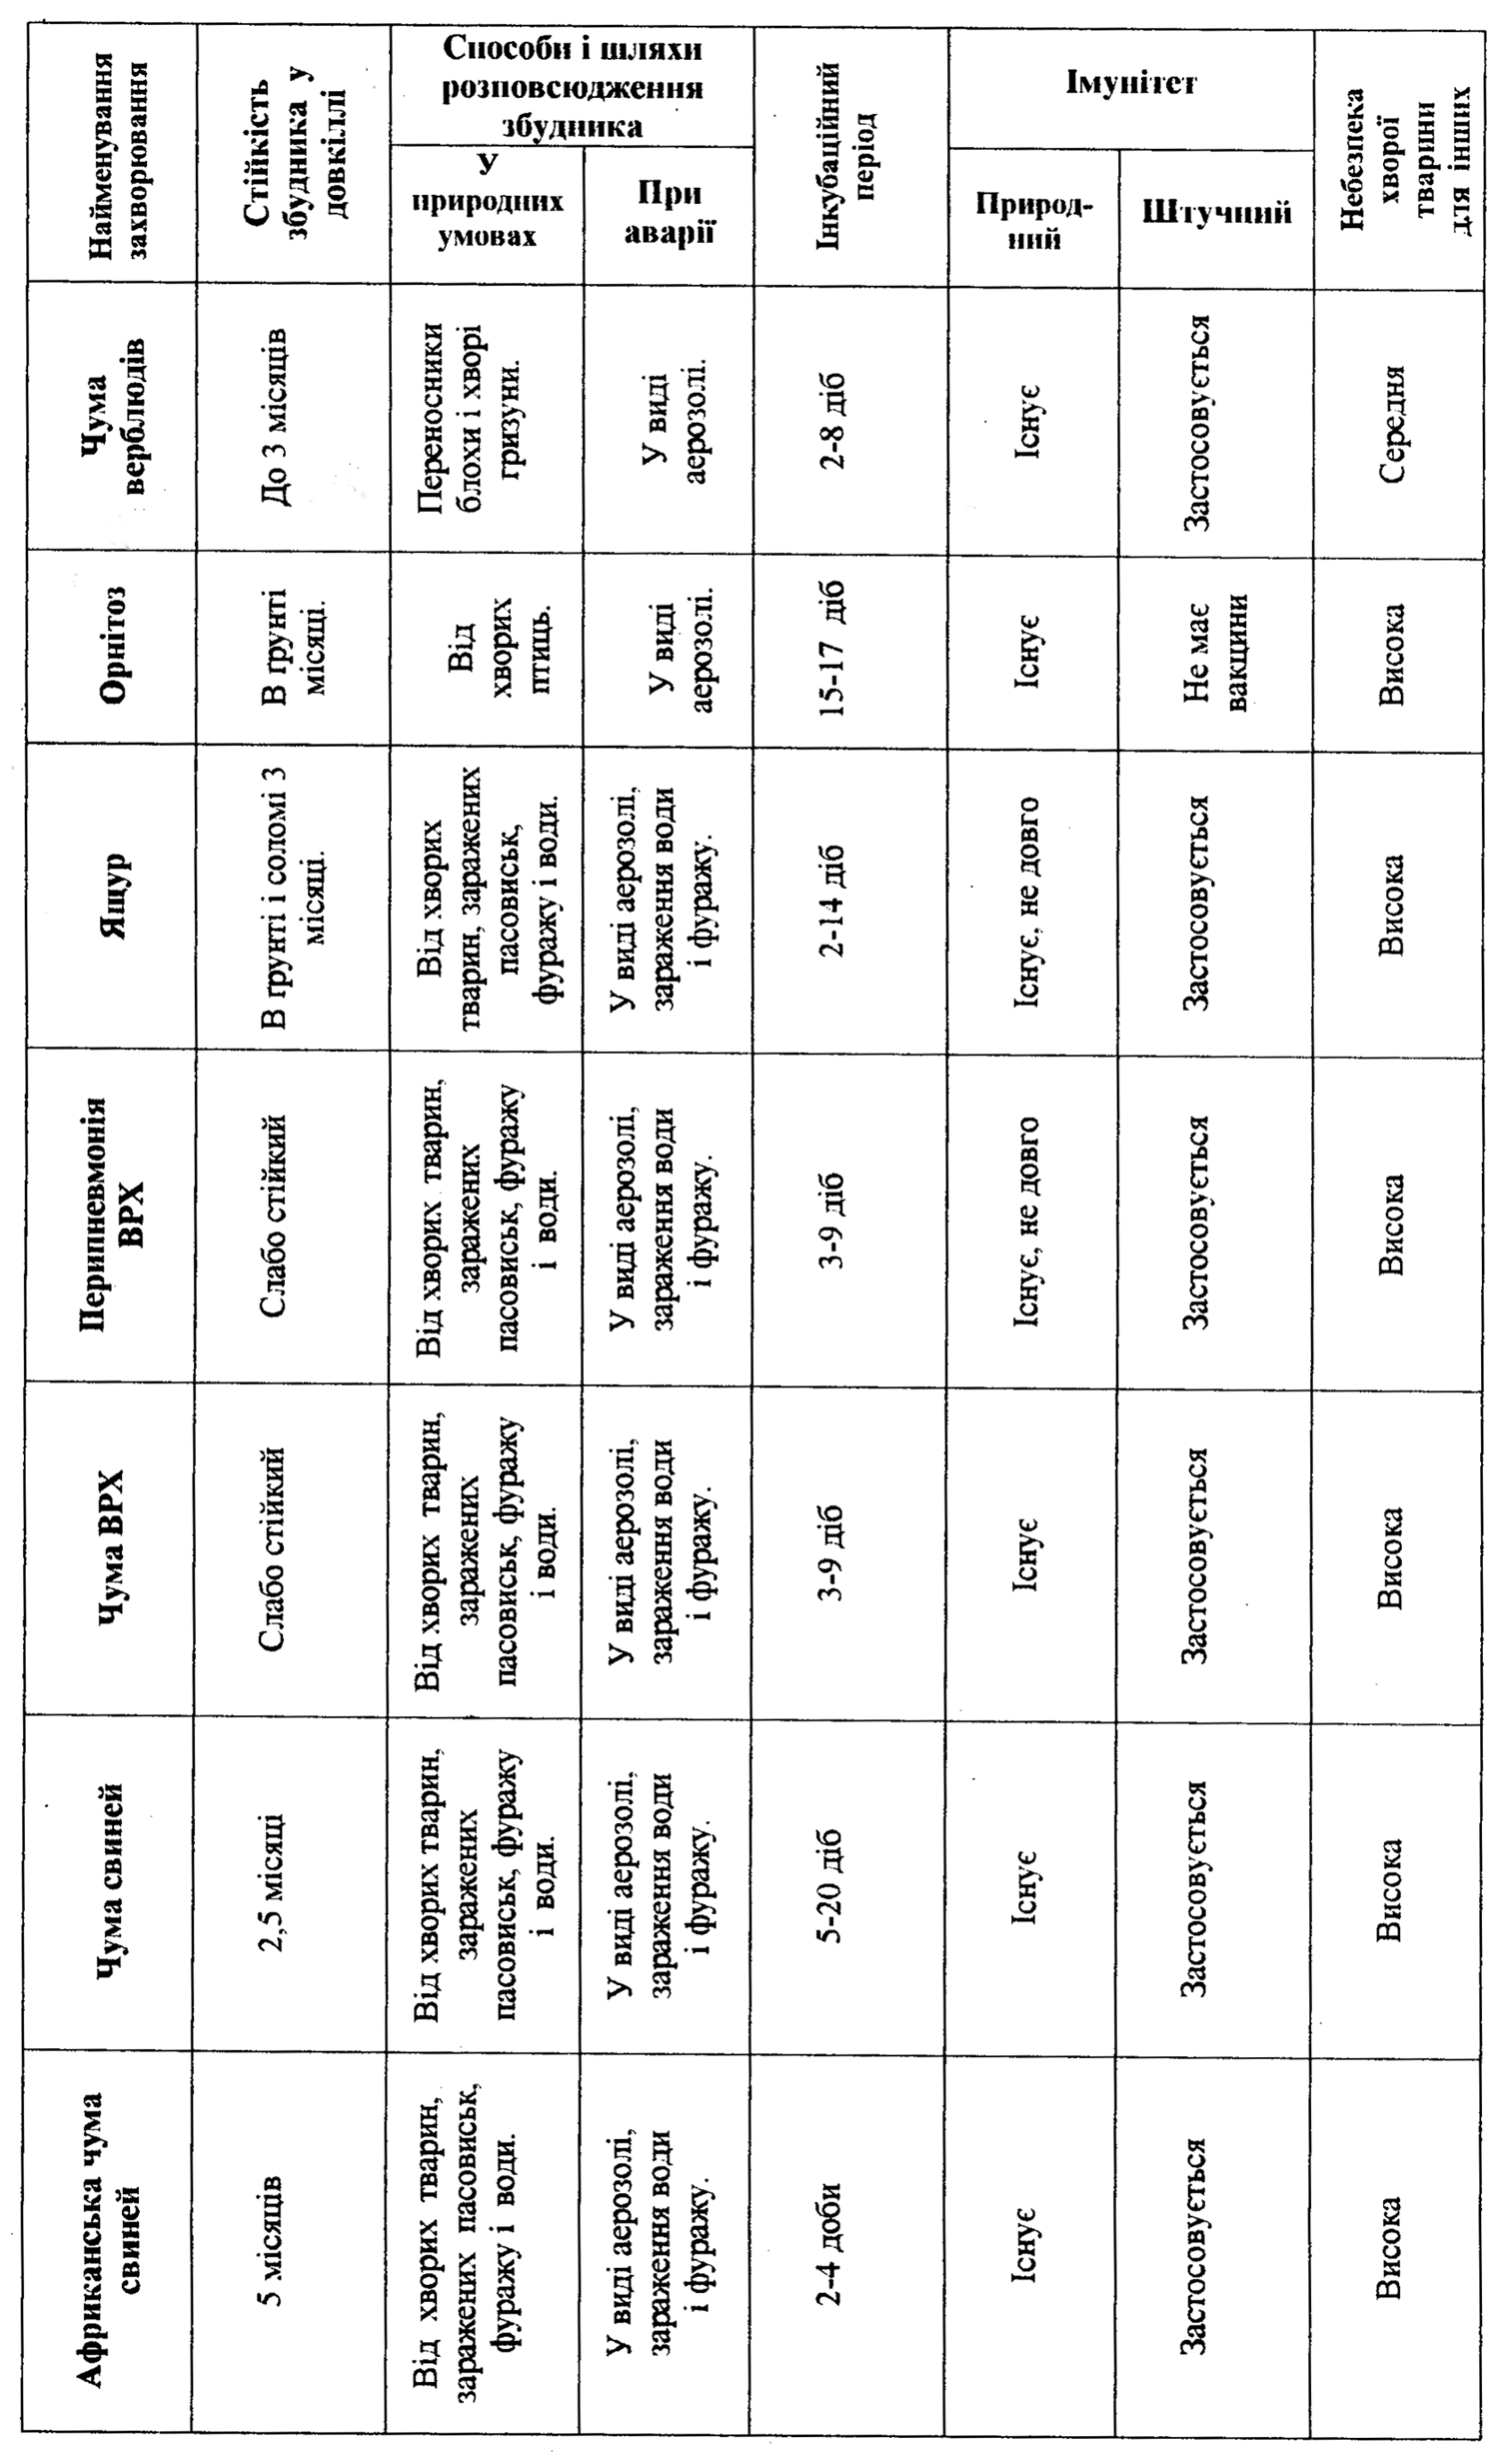 Найменування
захворювання
Стійкість
збудника у
довкіллі
Способи і шляхи
розповсюдження
збудника
У
природних
умовах
При
аварії
Інкубаційний
період
Імунітет
Природ-
ний
Штучний
Небезпека
хворої
тварини
для інших
Чума
верблюдів
До 3 місяців
Переносники
блохи і хворі
гризуни.
У виді
аерозолі.
2-8 діб
Існує
Застосовується
Середня
Орнітоз
В грунті
місяці.
Від
хворих
птиць.
У виді
аерозолі.
15-17 діб
Існує
Не має
вакцини
Висока
Ящур
В грунті і соломі 3
місяці.
Від хворих
тварин, заражених
пасовиськ,
фуражу і води.
У виді аерозолі,
зараження води
і фуражу.
2-14 діб
Існує, не довго
Застосовується
Висока
Перипневмонія
ВРХ
Слабо стійкий
Від хворих тварин,
заражених
пасовиськ, фуражу
і води.
У виді аерозолі,
зараження води
і фуражу.
3-9 діб
Існує, не довго
Застосовується
Висока
Чума ВРХ
Слабо стійкий
Від хворих тварин,
заражених
пасовиськ, фуражу
і води.
У виді аерозолі,
зараження води
і фуражу.
3-9 діб
Існує
Застосовується
Висока
Чума свиней
2,5 місяці
Від хворих тварин,
заражених
пасовиськ, фуражу
і води.
У виді аерозолі,
зараження води
і фуражу.
5-20 діб
Існує
Застосовується
Висока
Африканська чума
свиней
5 місяців
Від хворих тварин,
заражених пасовиськ,
фуражу і води.
У виді аерозолі,
зараження води
і фуражу.
2-4 доби
Існує
Застосовується
Висока